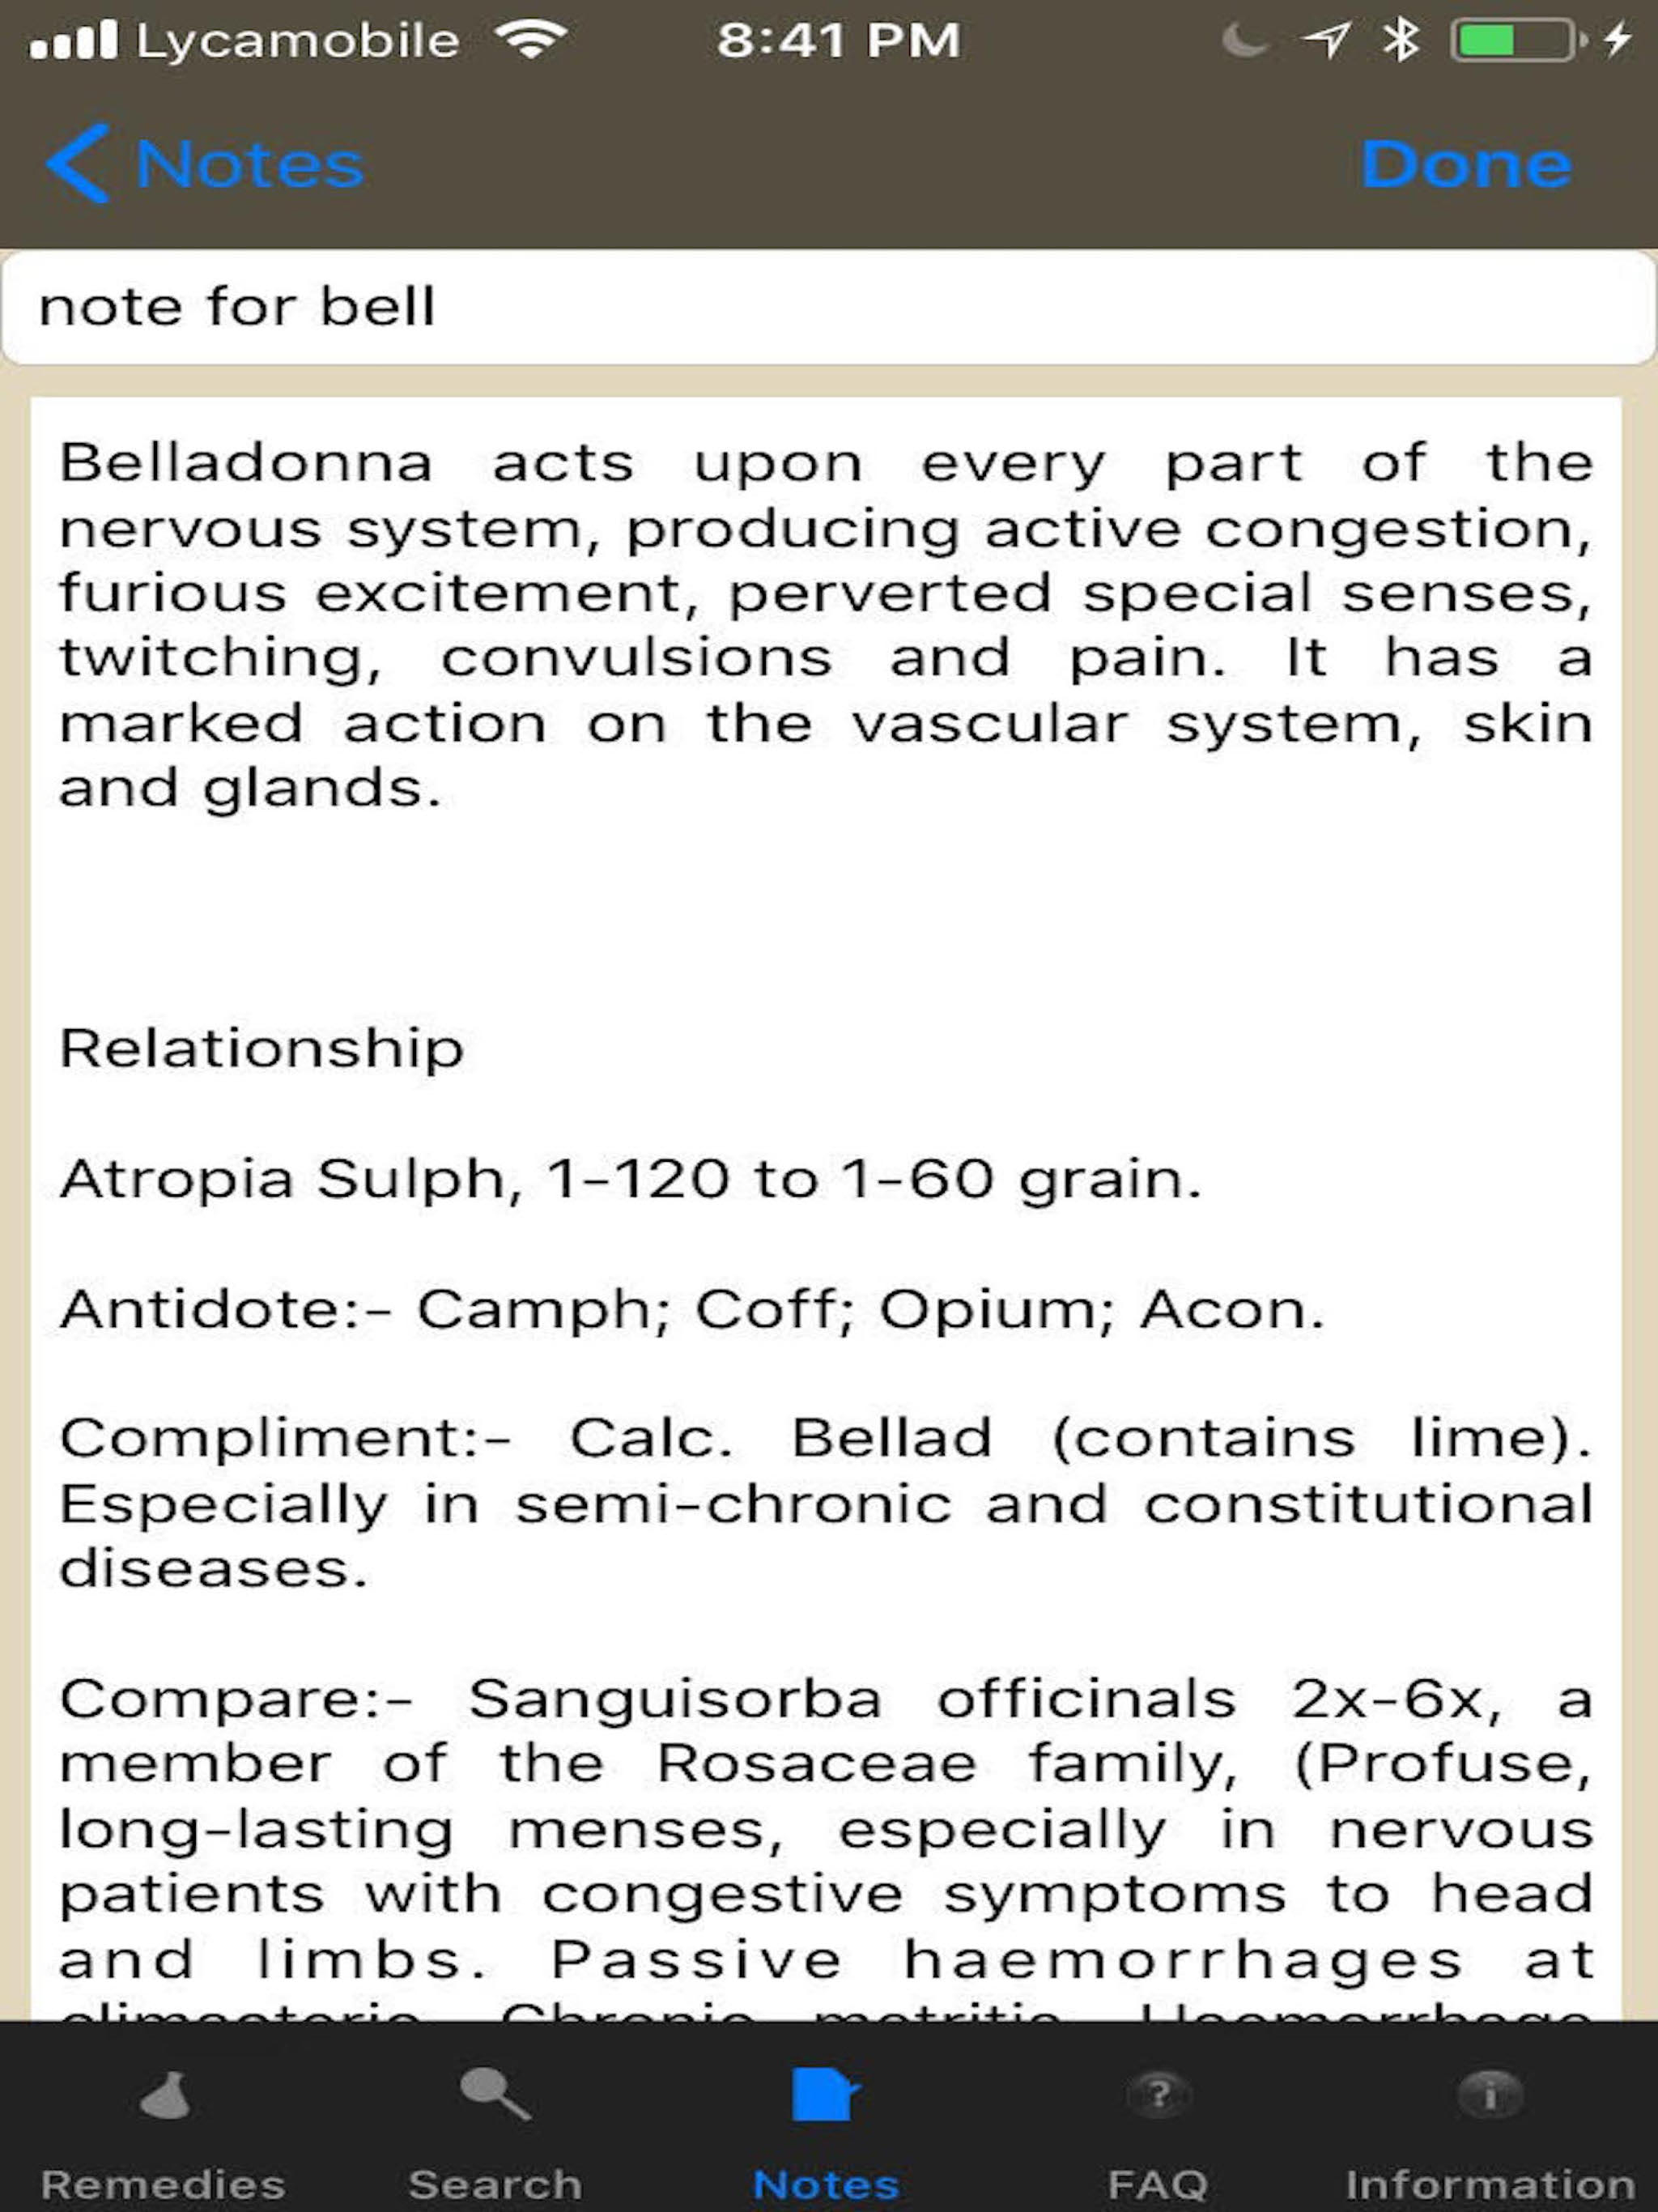 Lycamobile 8:41 PM
Notes Done
note for bell
Belladonna acts upon every part of the
nervous system, producing active congestion,
furious excitement, perverted special senses,
twitching, convulsions and pain. It has a
marked action on the vascular system, skin
and glands.
Relationship
Atropia Sulph, 1-120 to 1-60 grain.
Antidote:- Camph; Coff; Opium; Acon.
Compliment:- Calc. Bellad (contains lime).
Especially in semi-chronic and constitutional
diseases.
Compare:- Sanguisorba officinals 2x-6x, a
member of the Rosaceae family, (Profuse,
long-lasting menses, especially in nervous
patients with congestive symptoms to head
and limbs. Passive haemorrhages at
climacteric. Chronic metritis. Haemorrhage
Remedies Search Notes FAQ Information